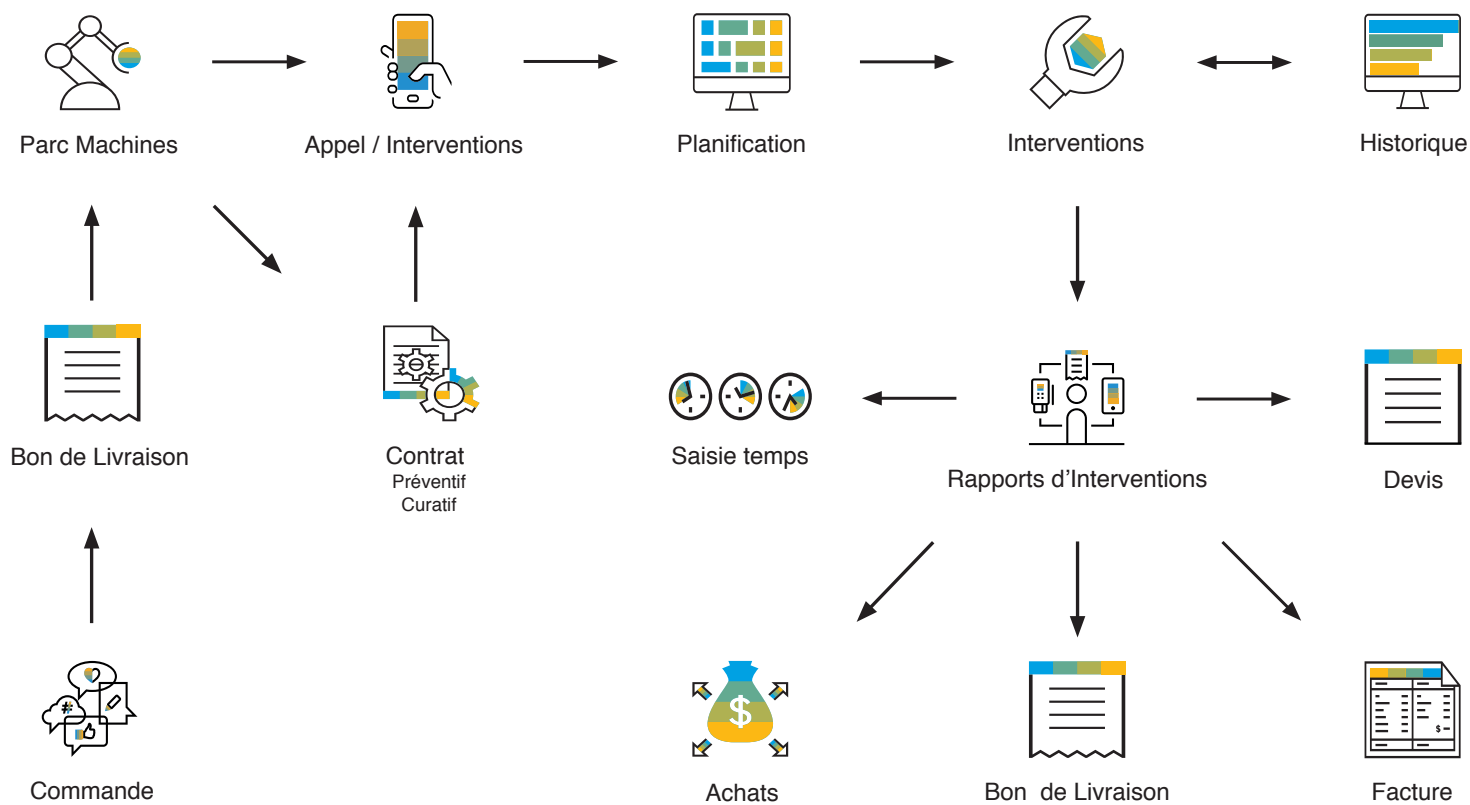 Parc Machines
Appel / Interventions
Planification
Interventions
Historique
Bon de Livraison
Contrat
Préventif
Curatif
Saisie temps
Rapports d’Interventions
Devis
#
$
$
Commande
Achats
Bon de Livraison
Facture